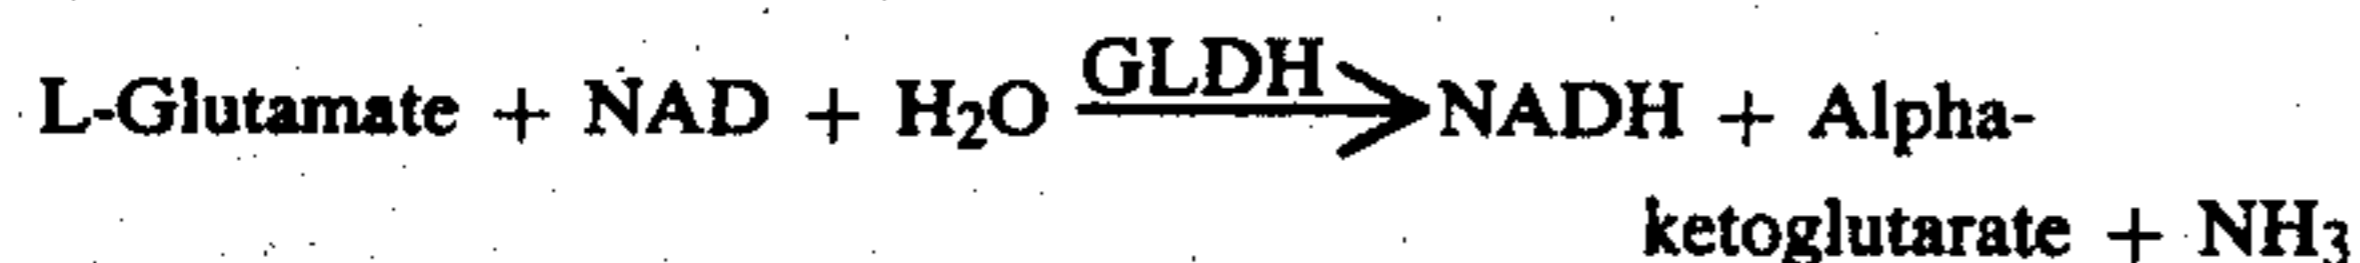 L-Glutamate + NAD + H₂O GLDH NADH + Alpha-
ketoglutarate + NH₃